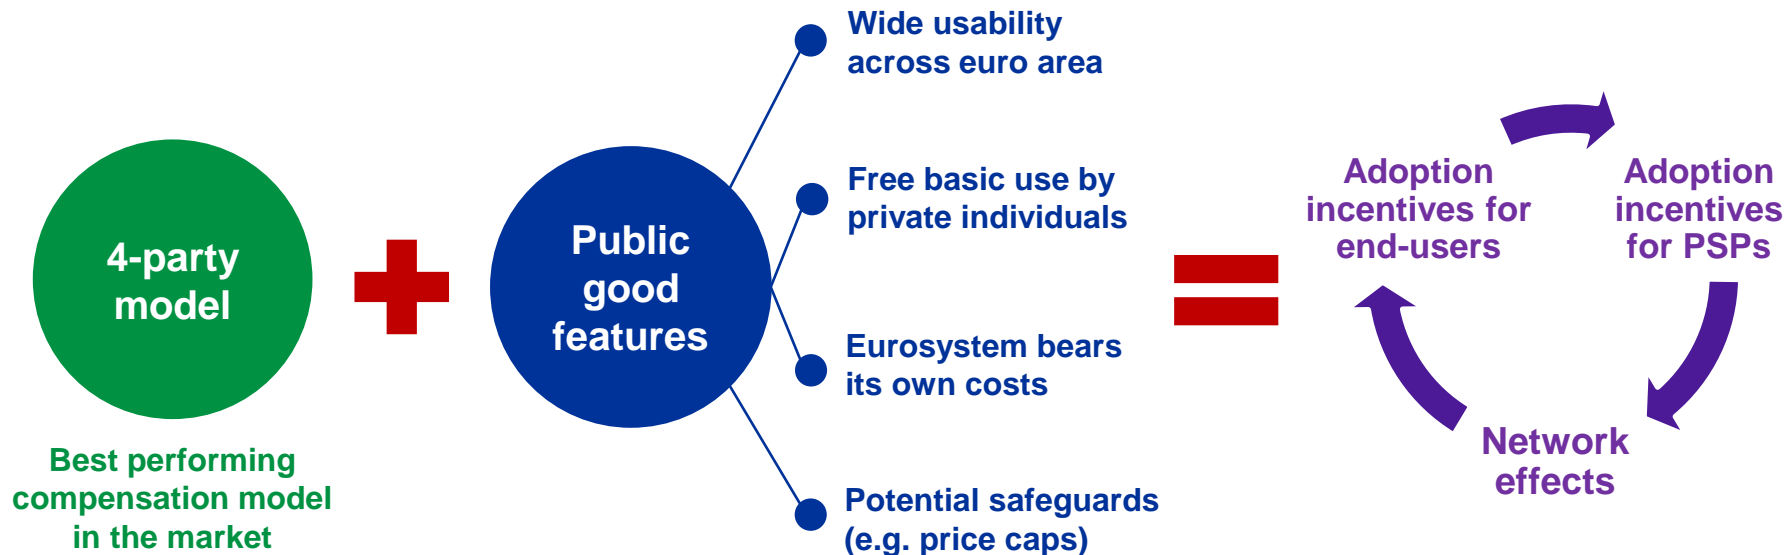 4-party
model
Best performing
compensation model
in the market
Public
good
features
Wide usability
across euro area
Free basic use by
private individuals
Eurosystem bears
its own costs
Potential safeguards
(e.g. price caps)
Adoption
incentives for
end-users
Adoption
incentives
for PSPs
Network
effects